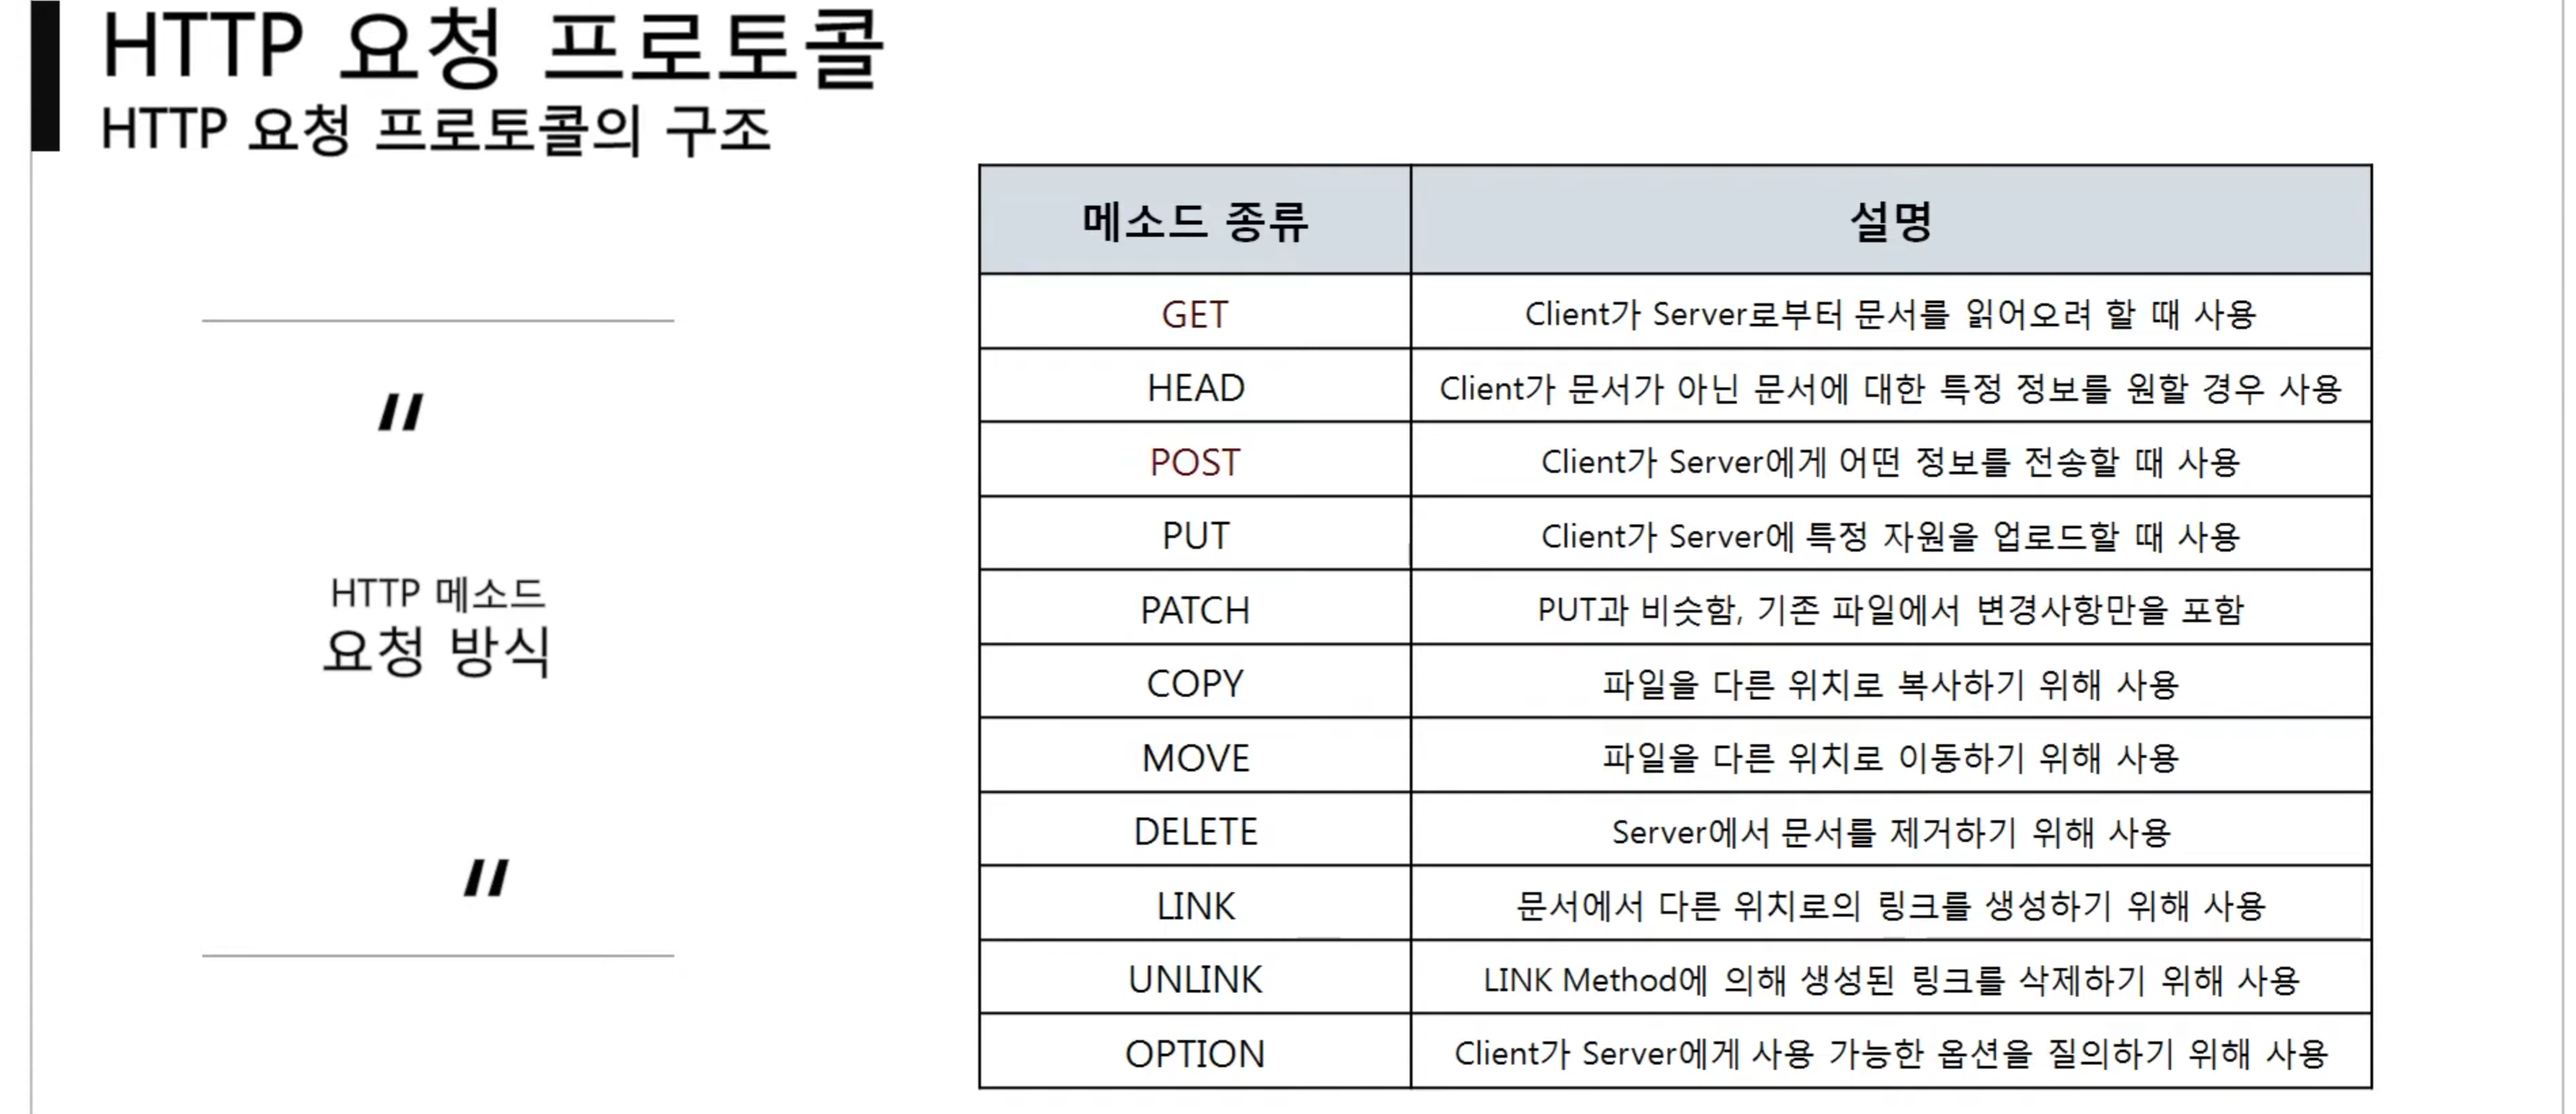 HTTP 요청 프로토콜
HTTP 요청 프로토콜의 구조
"
HTTP 메소드
요청 방식
"
메소드 종류 설명
GET Client가 Server로부터 문서를 읽어오려 할 때 사용
HEAD Client가 문서가 아닌 문서에 대한 특정 정보를 원할 경우 사용
POST Client가 Server에게 어떤 정보를 전송할 때 사용
PUT Client가 Server에 특정 자원을 업로드할 때 사용
PATCH PUT과 비슷함, 기존 파일에서 변경사항만을 포함
COPY 파일을 다른 위치로 복사하기 위해 사용
MOVE 파일을 다른 위치로 이동하기 위해 사용
DELETE Server에서 문서를 제거하기 위해 사용
LINK 문서에서 다른 위치로의 링크를 생성하기 위해 사용
UNLINK LINK Method에 의해 생성된 링크를 삭제하기 위해 사용
OPTION Client가 Server에게 사용 가능한 옵션을 질의하기 위해 사용